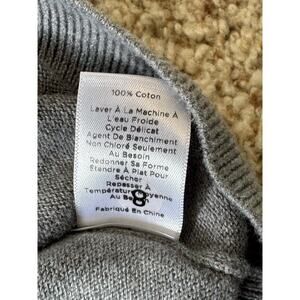 100% Coton
Laver À La Machine À
L'eau Froide
Cycle Délicat
Agent De Blanchiment
Non Chloré Seulement
Au Besoin
Redonner Sa Forme
Étendre À Plat Pour
Sécher
Repasser À
Température Moyenne
Au Besoin
8
Fabriqué En Chine